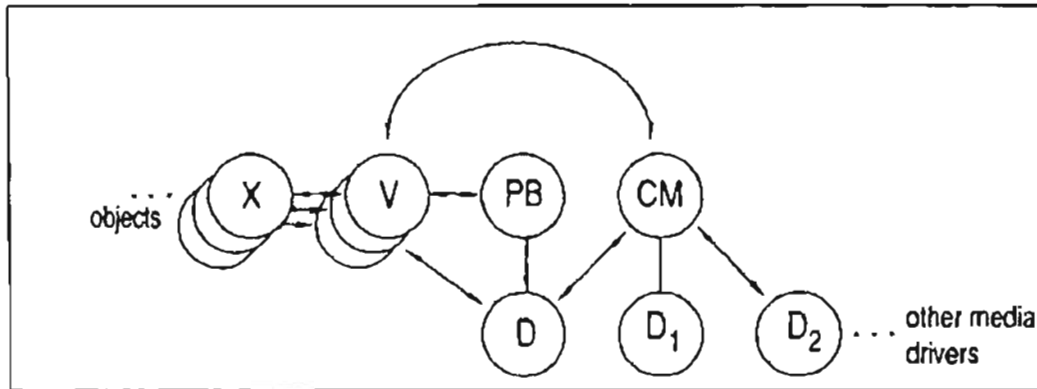 X V PB CM
. . .
objects
D D₁ D₂ . . . other media
drivers